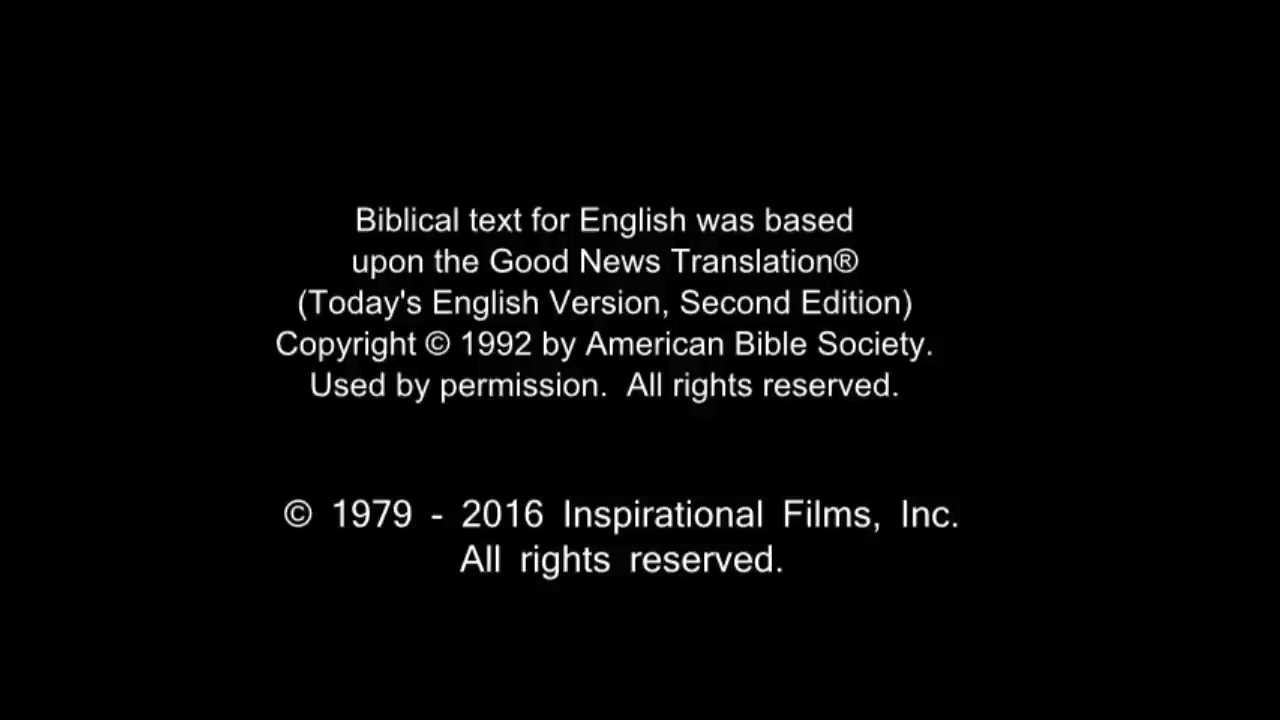 Biblical text for English was based
upon the Good News Translation®
(Today's English Version, Second Edition)
Copyright © 1992 by American Bible Society.
Used by permission.  All rights reserved.
© 1979 - 2016 Inspirational Films, Inc.
All rights reserved.